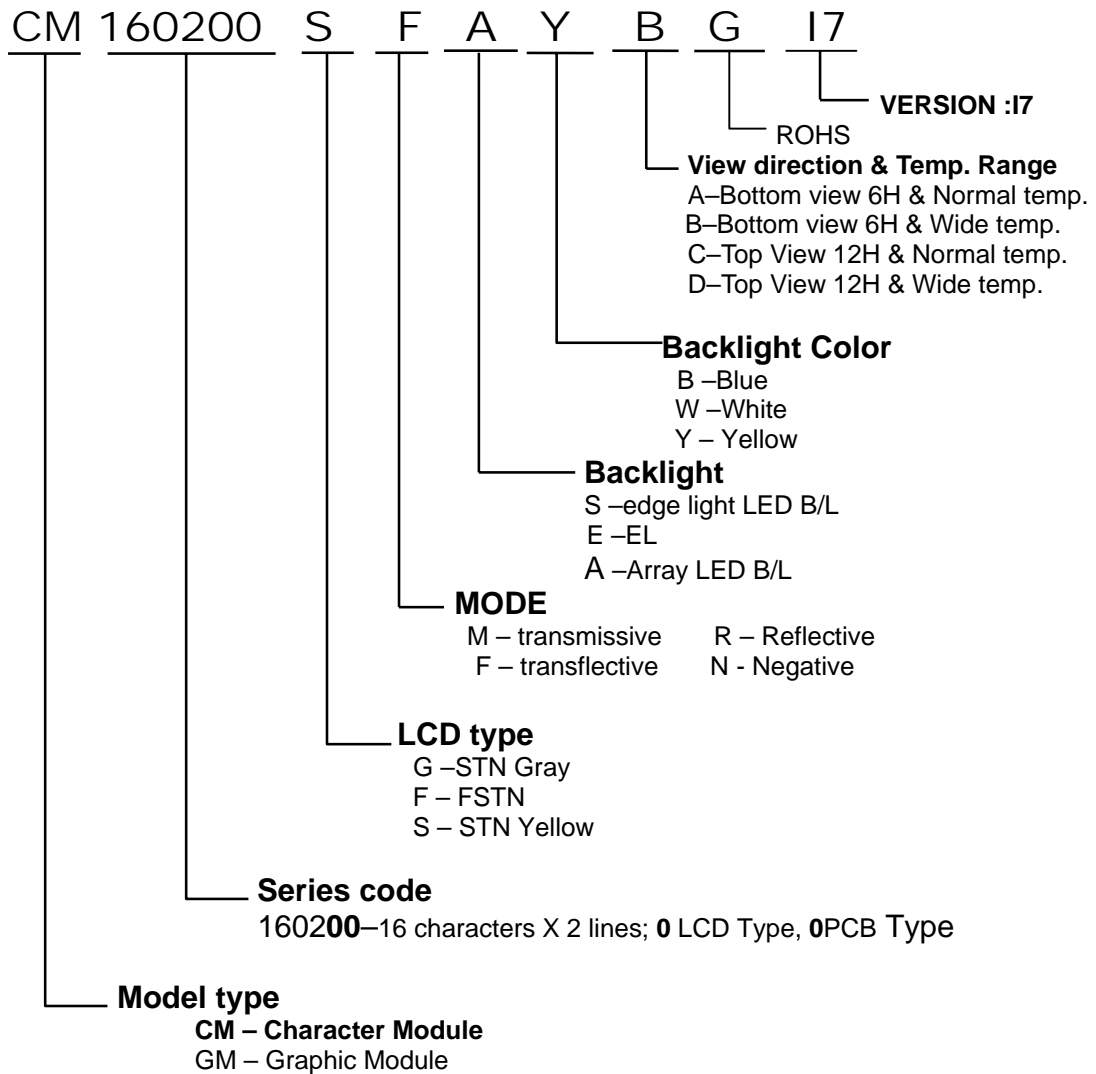 CM 160200 S F A Y B G I7
VERSION :I7
ROHS
View direction & Temp. Range
A–Bottom view 6H & Normal temp.
B–Bottom view 6H & Wide temp.
C–Top View 12H & Normal temp.
D–Top View 12H & Wide temp.
Backlight Color
B –Blue
W –White
Y – Yellow
Backlight
S –edge light LED B/L
E –EL
A –Array LED B/L
MODE
M – transmissive R – Reflective
F – transflective N - Negative
LCD type
G –STN Gray
F – FSTN
S – STN Yellow
Series code
160200–16 characters X 2 lines; 0 LCD Type, 0PCB Type
Model type
CM – Character Module
GM – Graphic Module